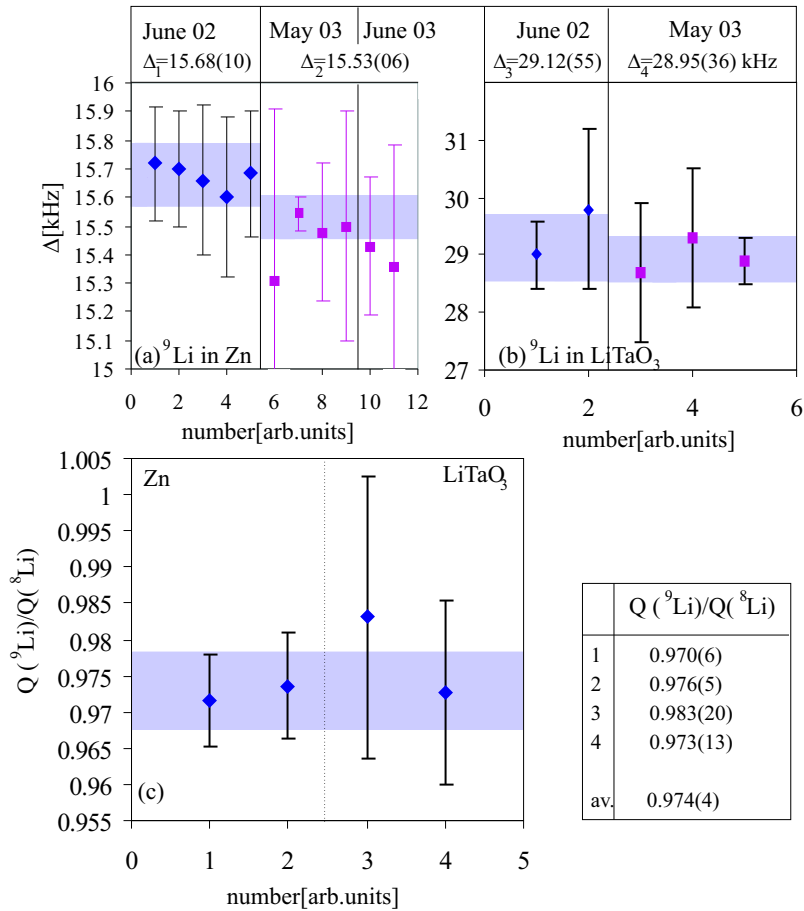 June 02 May 03 June 03
Δ₁=15.68(10) Δ₂=15.53(06)
16
15.9
15.8
15.7
15.6
15.5
15.4
15.3
15.2
15.1
15
Δ[kHz]
(a) ⁹Li in Zn
0 2 4 6 8 10 12
number[arb.units]
June 02 May 03
Δ₃=29.12(55) Δ₄=28.95(36) kHz
31
30
29
28
27
(b) ⁹Li in LiTaO₃
0 2 4 6
number[arb.units]
1.005
1
0.995
0.99
0.985
0.98
0.975
0.97
0.965
0.96
0.955
Q (⁹Li)/Q(⁸Li)
Zn LiTaO₃
(c)
0 1 2 3 4 5
number[arb.units]
Q (⁹Li)/Q(⁸Li)
1 0.970(6)
2 0.976(5)
3 0.983(20)
4 0.973(13)
av. 0.974(4)